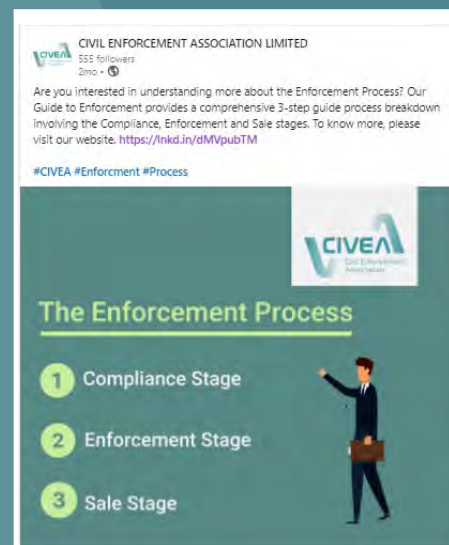 CIVIL ENFORCEMENT ASSOCIATION LIMITED
CIVEA
555 followers
2mo •
Are you interested in understanding more about the Enforcement Process? Our
Guide to Enforcement provides a comprehensive 3-step guide process breakdown
involving the Compliance, Enforcement and Sale stages. To know more, please
visit our website. https://lnkd.in/dMVpubTM
#CIVEA #Enforcment #Process
CIVEA
Civil Enforcement
Association
The Enforcement Process
1 Compliance Stage
2 Enforcement Stage
3 Sale Stage